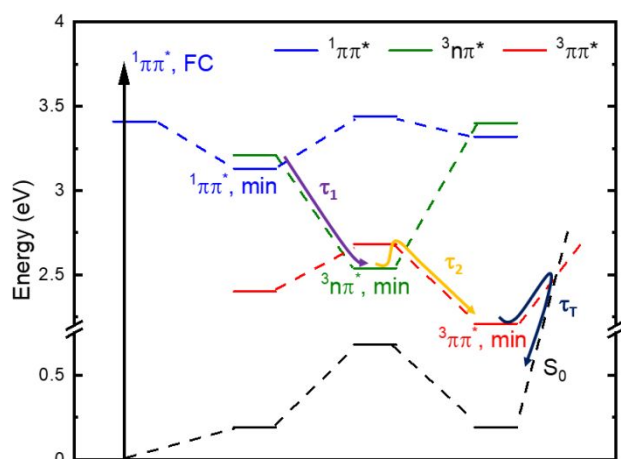 ¹ππ* ³nπ* ³ππ*
¹ππ*, FC
4
3.5
3
2.5
0.5
0
Energy (eV)
¹ππ*, min
τ₁
³nπ*, min
τ₂
³ππ*, min
τ_T
S₀